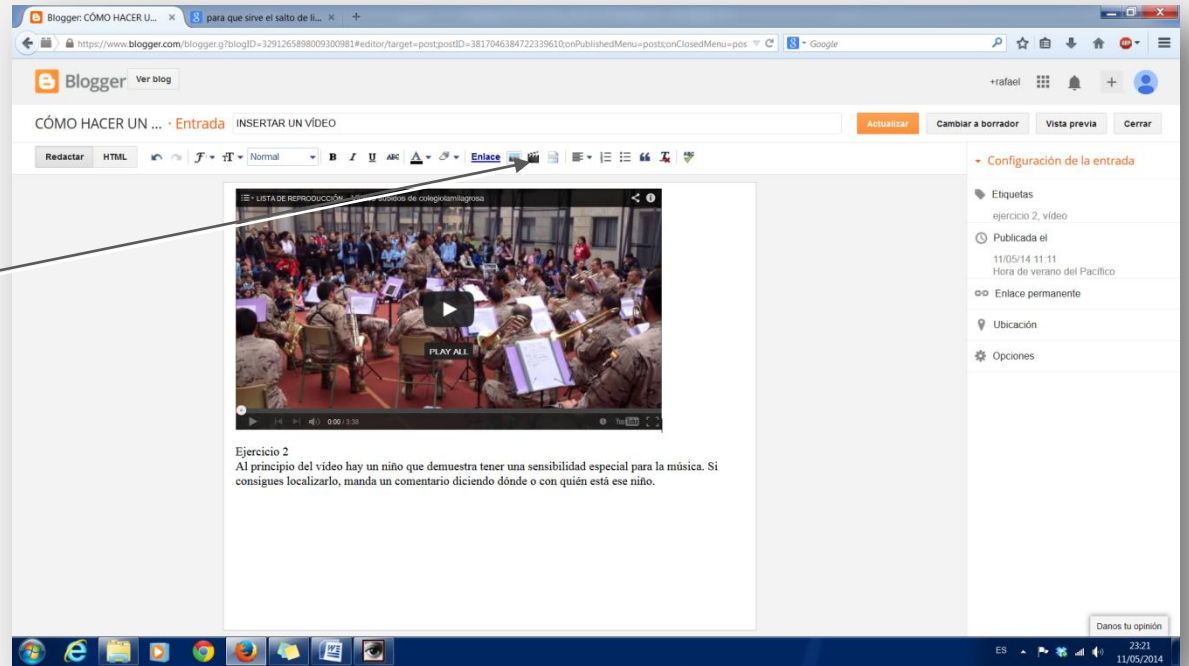 Blogger: CÓMO HACER U...
para que sirve el salto de li...
https://www.blogger.com/blogger.g?blogID=3291265898009300981#editor/target=post;postID=3817046384722339610;onPublishedMenu=posts;onClosedMenu=pos
Google
Blogger Ver blog
+rafael
CÓMO HACER UN ... · Entrada INSERTAR UN VÍDEO
Actualizar Cambiar a borrador Vista previa Cerrar
Redactar HTML Normal B I U ABC A Enlace
LISTA DE REPRODUCCIÓN subidos de colegiolamilagrosa
PLAY ALL
0:00 / 3:38 YouTube
Ejercicio 2
Al principio del vídeo hay un niño que demuestra tener una sensibilidad especial para la música. Si
consigues localizarlo, manda un comentario diciendo dónde o con quién está ese niño.
Configuración de la entrada
Etiquetas
ejercicio 2, vídeo
Publicada el
11/05/14 11:11
Hora de verano del Pacífico
Enlace permanente
Ubicación
Opciones
Danos tu opinión
ES 23:21
11/05/2014